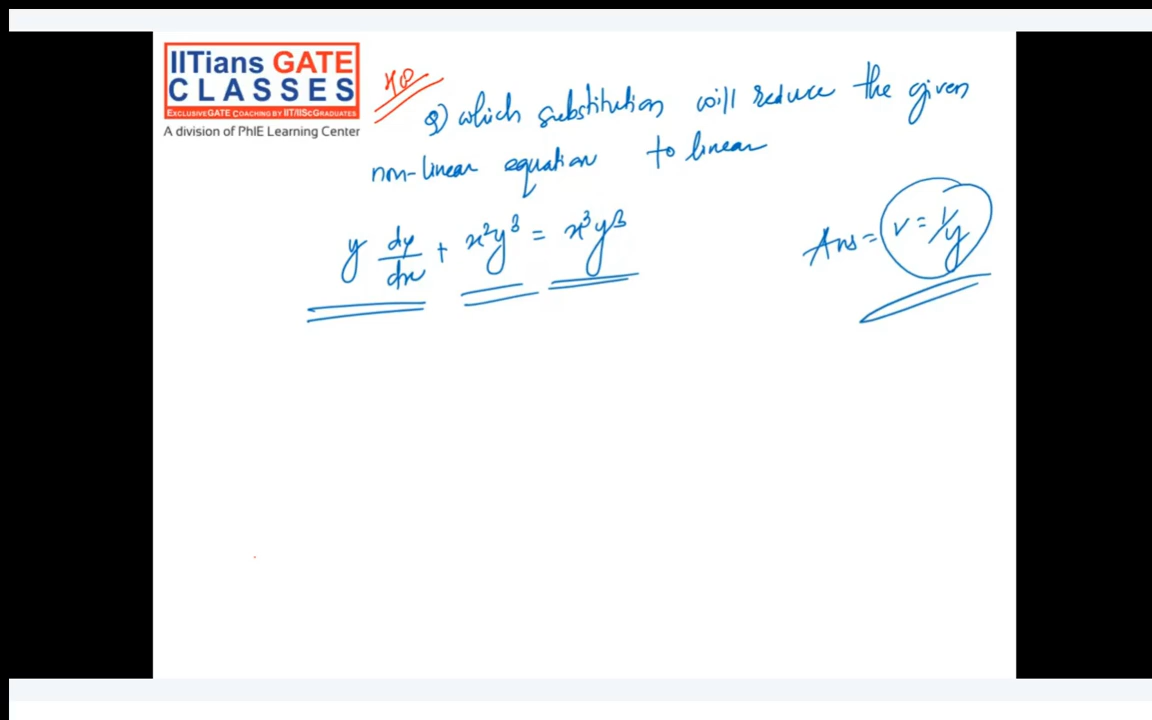 IITians GATE
CLASSES
EXCLUSIVE GATE COACHING BY IIT/IISc GRADUATES
A division of PhIE Learning Center
Q) which substitution will reduce the given
non-linear equation to linear
y dy/dx + x²y³ = x³y³
Ans = v = 1/y